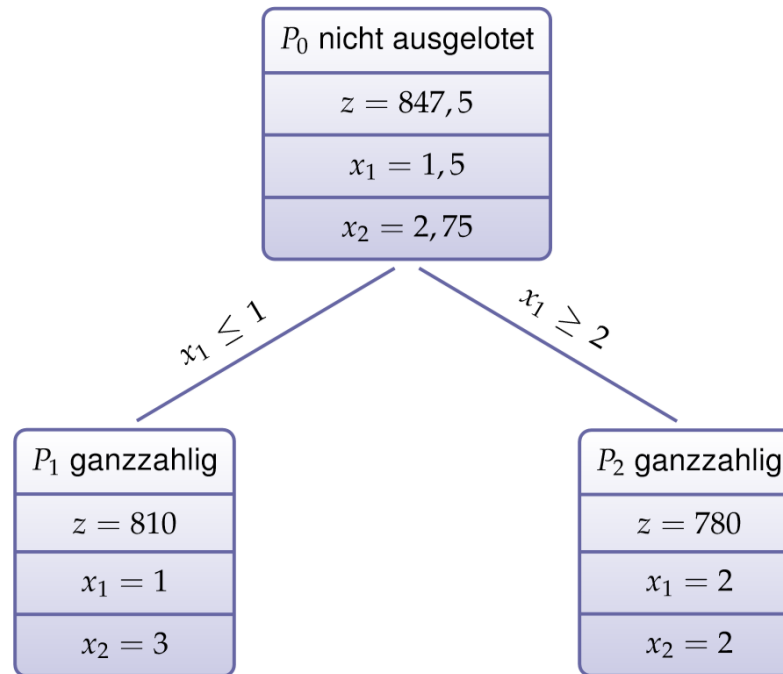 P₀ nicht ausgelotet
z = 847,5
x₁ = 1,5
x₂ = 2,75
x₁ ≤ 1
x₁ ≥ 2
P₁ ganzzahlig
z = 810
x₁ = 1
x₂ = 3
P₂ ganzzahlig
z = 780
x₁ = 2
x₂ = 2